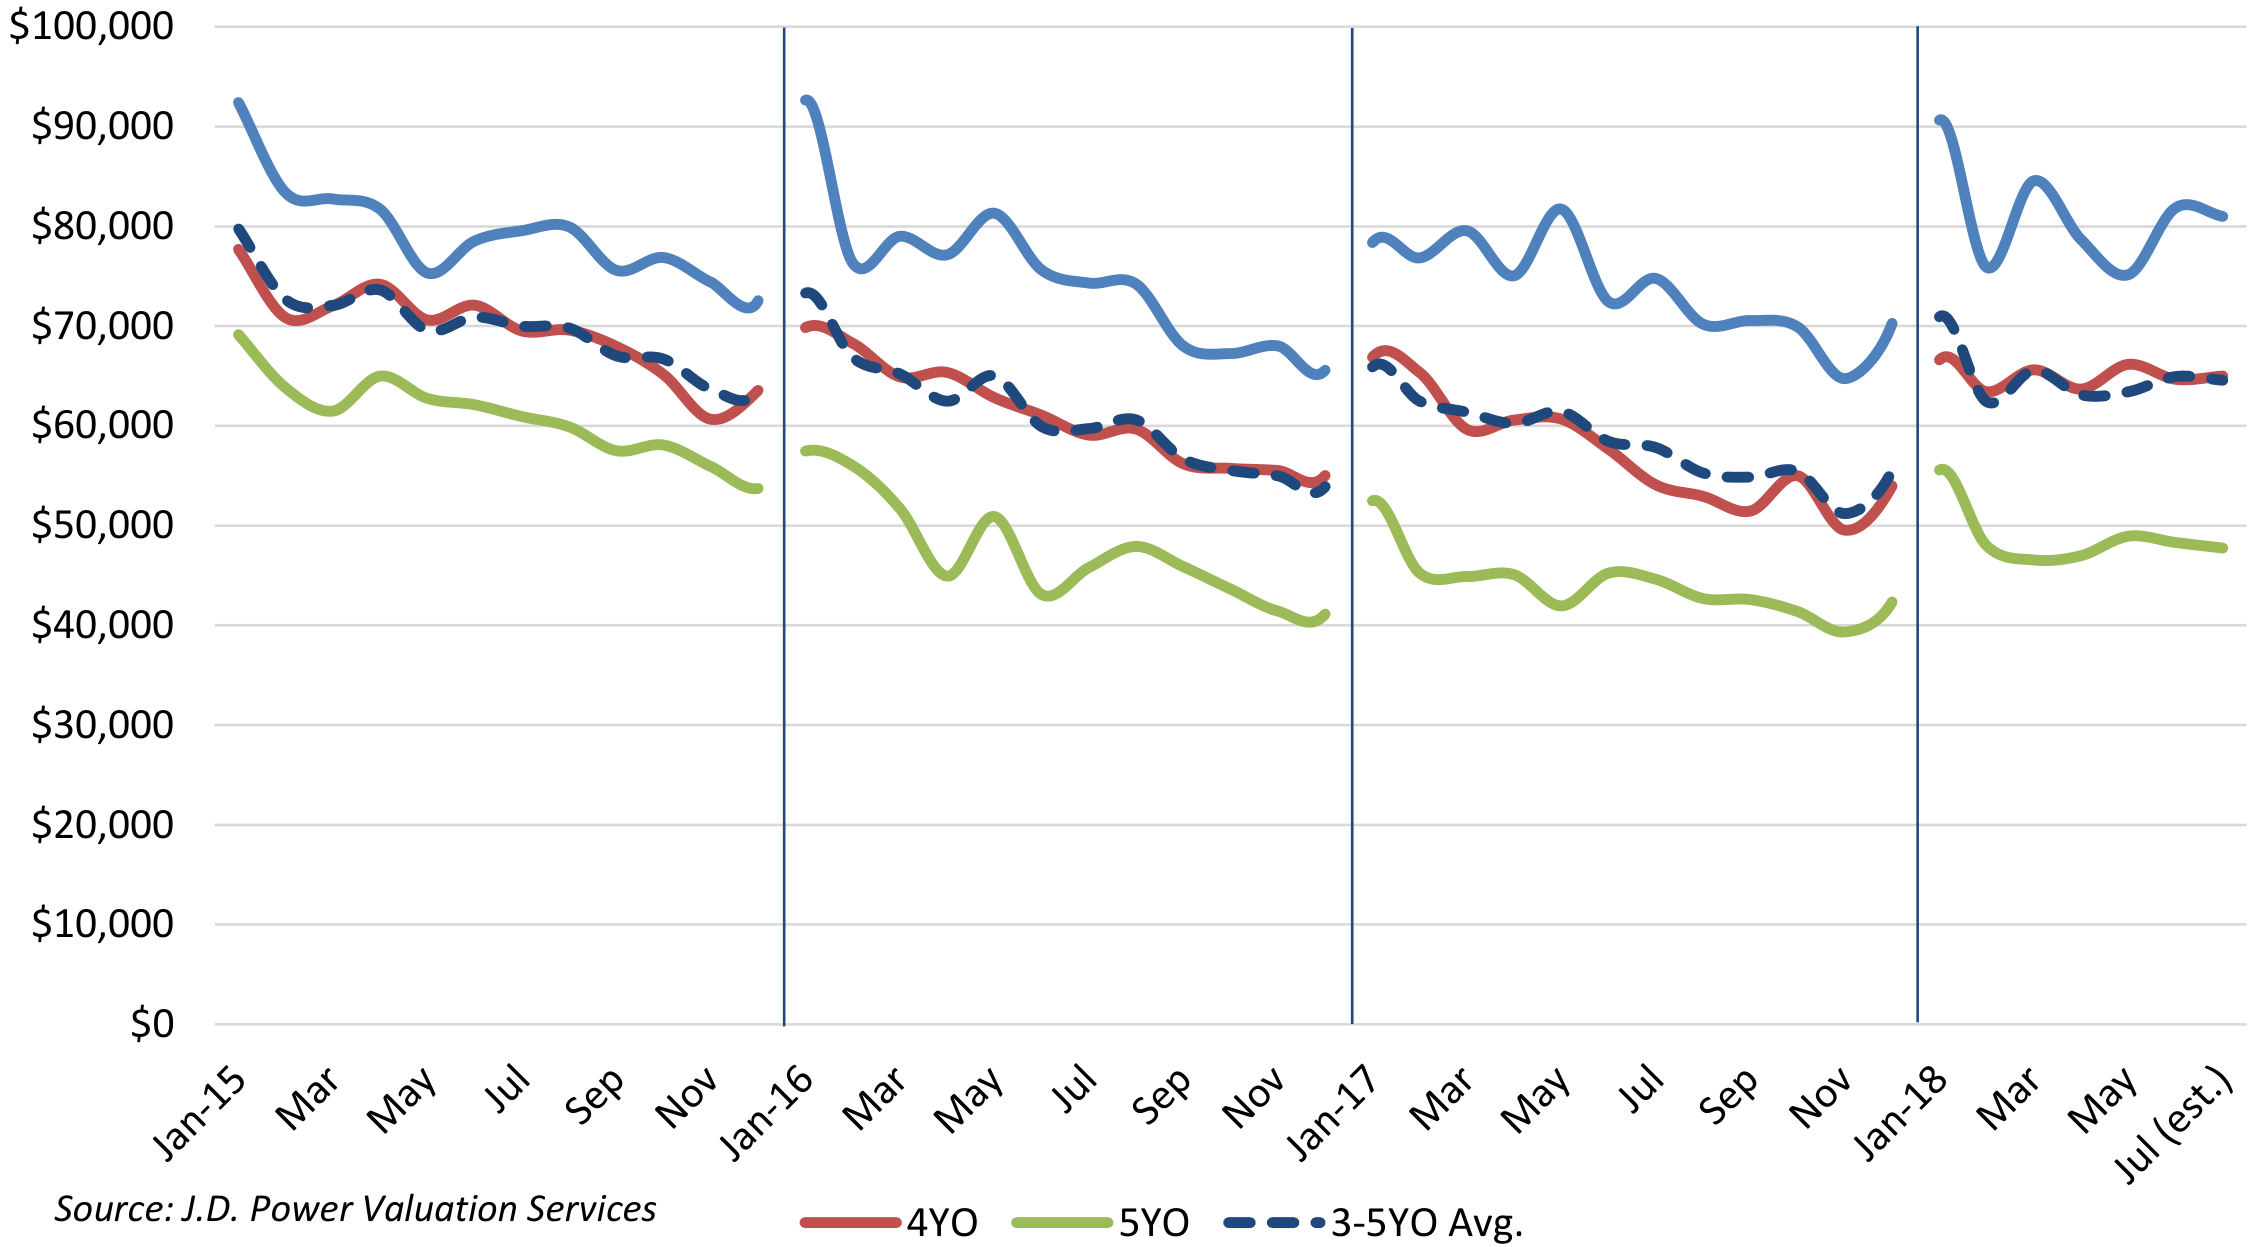 $100,000
$90,000
$80,000
$70,000
$60,000
$50,000
$40,000
$30,000
$20,000
$10,000
$0
Jan-15
Mar
May
Jul
Sep
Nov
Jan-16
Mar
May
Jul
Sep
Nov
Jan-17
Mar
May
Jul
Sep
Nov
Jan-18
Mar
May
Jul (est.)
Source: J.D. Power Valuation Services
4YO
5YO
3-5YO Avg.